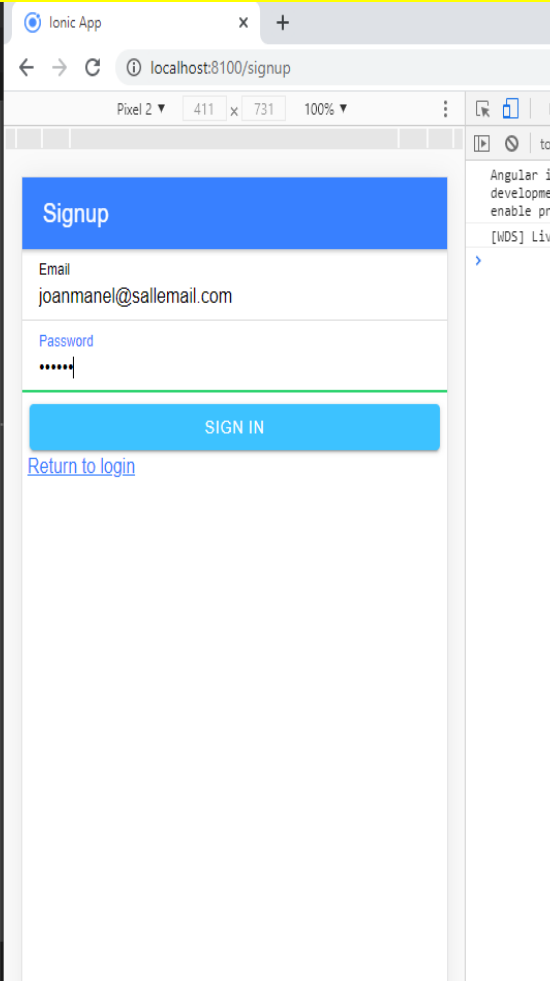 Ionic App
localhost:8100/signup
Pixel 2 411 x 731 100%
to
Angular i
developme
enable pr
[WDS] Liv
Signup
Email
joanmanel@sallemail.com
Password
••••••
SIGN IN
Return to login